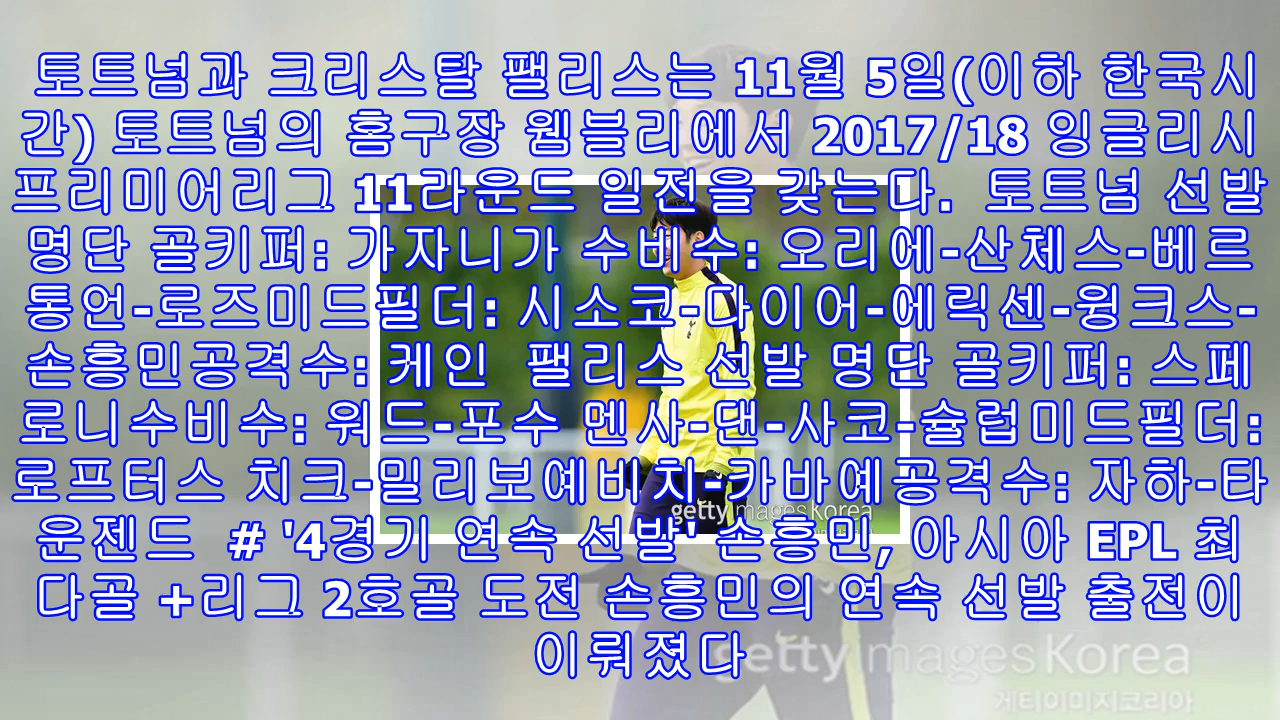 토트넘과 크리스탈 팰리스는 11월 5일(이하 한국시
간) 토트넘의 홈구장 웸블리에서 2017/18 잉글리시
프리미어리그 11라운드 일전을 갖는다.  토트넘 선발
명단 골키퍼: 가자니가 수비수: 오리에-산체스-베르
통언-로즈미드필더: 시소코-다이어-에릭센-윙크스-
손흥민공격수: 케인  팰리스 선발 명단 골키퍼: 스페
로니수비수: 워드-포수 멘사-댄-사코-슐럽미드필더:
로프터스 치크-밀리보예비치-카바예공격수: 자하-타
운젠드  # '4경기 연속 선발' 손흥민, 아시아 EPL 최
다골 +리그 2호골 도전 손흥민의 연속 선발 출전이
이뤄졌다
gettyimagesKorea
gettyimagesKorea
게티이미지코리아